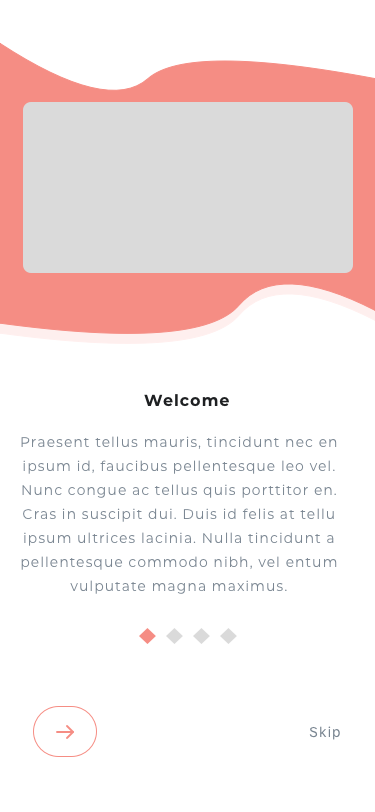 Welcome
Praesent tellus mauris, tincidunt nec en
ipsum id, faucibus pellentesque leo vel.
Nunc congue ac tellus quis porttitor en.
Cras in suscipit dui. Duis id felis at tellu
ipsum ultrices lacinia. Nulla tincidunt a
pellentesque commodo nibh, vel entum
vulputate magna maximus.
Skip